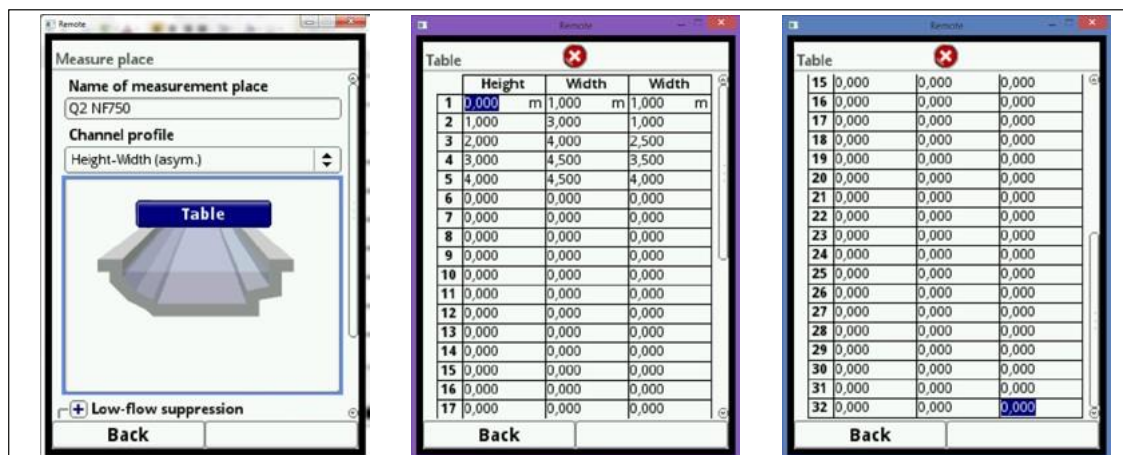 Remote
Measure place
Name of measurement place
Q2 NF750
Channel profile
Height-Width (asym.)
Table
Low-flow suppression
Back
Remote
Table
Height Width Width
1 0,000 m 1,000 m 1,000 m
2 1,000 3,000 1,000
3 2,000 4,000 2,500
4 3,000 4,500 3,500
5 4,000 4,500 4,000
6 0,000 0,000 0,000
7 0,000 0,000 0,000
8 0,000 0,000 0,000
9 0,000 0,000 0,000
10 0,000 0,000 0,000
11 0,000 0,000 0,000
12 0,000 0,000 0,000
13 0,000 0,000 0,000
14 0,000 0,000 0,000
15 0,000 0,000 0,000
16 0,000 0,000 0,000
17 0,000 0,000 0,000
Back
Remote
Table
15 0,000 0,000 0,000
16 0,000 0,000 0,000
17 0,000 0,000 0,000
18 0,000 0,000 0,000
19 0,000 0,000 0,000
20 0,000 0,000 0,000
21 0,000 0,000 0,000
22 0,000 0,000 0,000
23 0,000 0,000 0,000
24 0,000 0,000 0,000
25 0,000 0,000 0,000
26 0,000 0,000 0,000
27 0,000 0,000 0,000
28 0,000 0,000 0,000
29 0,000 0,000 0,000
30 0,000 0,000 0,000
31 0,000 0,000 0,000
32 0,000 0,000 0,000
Back